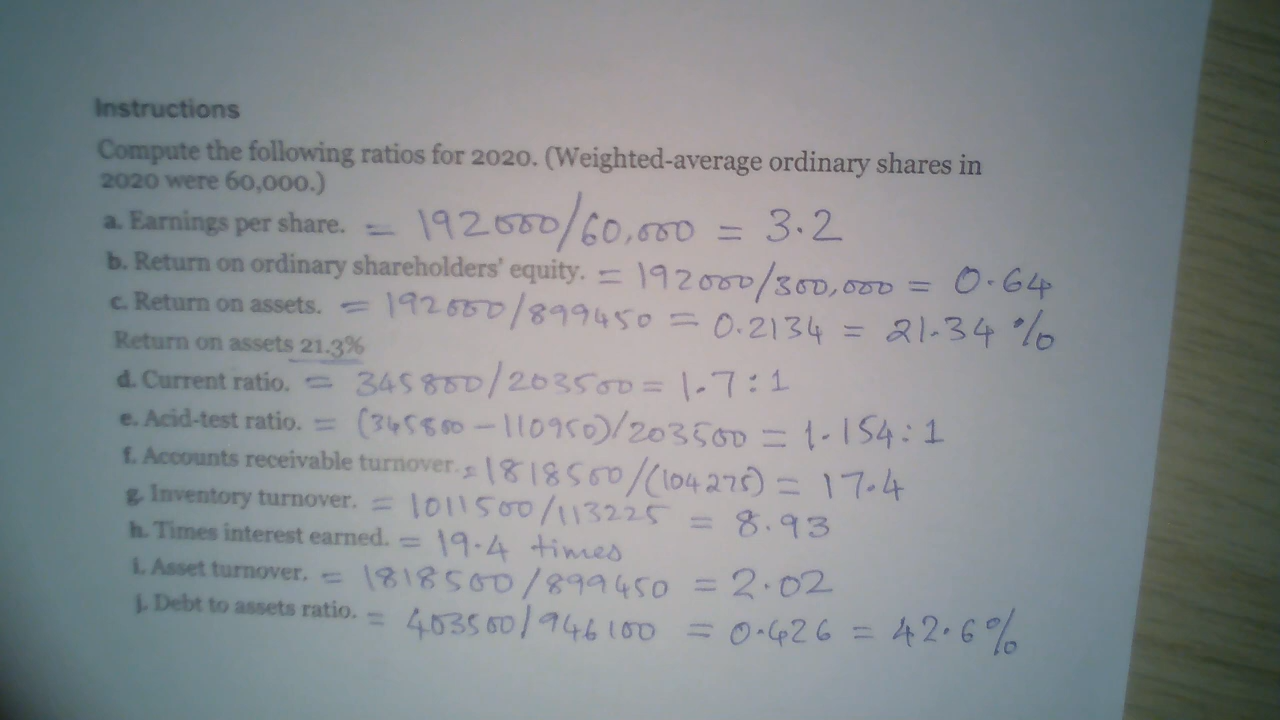 Instructions
Compute the following ratios for 2020. (Weighted-average ordinary shares in
2020 were 60,000.)
a. Earnings per share. = 192000/60,000 = 3.2
b. Return on ordinary shareholders' equity. = 192000/300,000 = 0.64
c. Return on assets. = 192000/899450 = 0.2134 = 21.34 %
Return on assets 21.3%
d. Current ratio. = 345800/203500 = 1.7 : 1
e. Acid-test ratio. = (345800 - 110950)/203500 = 1.154 : 1
f. Accounts receivable turnover. = 1818500/(104275) = 17.4
g. Inventory turnover. = 1011500/113225 = 8.93
h. Times interest earned. = 19.4 times
i. Asset turnover. = 1818500/899450 = 2.02
j. Debt to assets ratio. = 403500/946100 = 0.426 = 42.6%